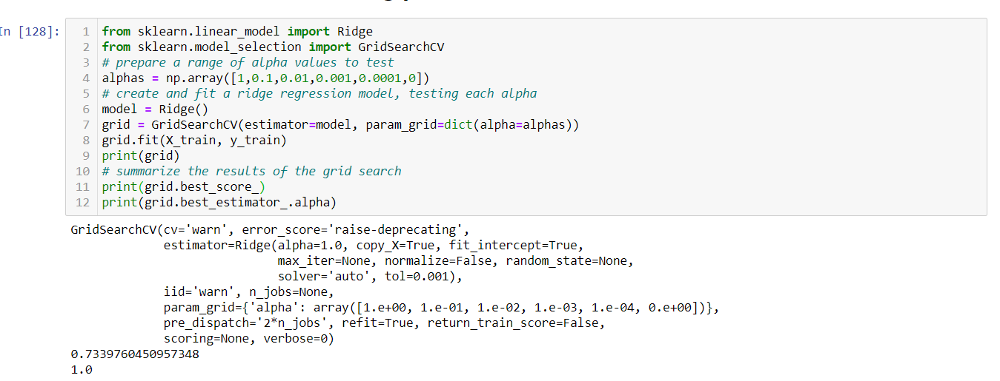 In [128]:
1 from sklearn.linear_model import Ridge
2 from sklearn.model_selection import GridSearchCV
3 # prepare a range of alpha values to test
4 alphas = np.array([1,0.1,0.01,0.001,0.0001,0])
5 # create and fit a ridge regression model, testing each alpha
6 model = Ridge()
7 grid = GridSearchCV(estimator=model, param_grid=dict(alpha=alphas))
8 grid.fit(X_train, y_train)
9 print(grid)
10 # summarize the results of the grid search
11 print(grid.best_score_)
12 print(grid.best_estimator_.alpha)
GridSearchCV(cv='warn', error_score='raise-deprecating',
             estimator=Ridge(alpha=1.0, copy_X=True, fit_intercept=True,
                             max_iter=None, normalize=False, random_state=None,
                             solver='auto', tol=0.001),
             iid='warn', n_jobs=None,
             param_grid={'alpha': array([1.e+00, 1.e-01, 1.e-02, 1.e-03, 1.e-04, 0.e+00])},
             pre_dispatch='2*n_jobs', refit=True, return_train_score=False,
             scoring=None, verbose=0)
0.7339760450957348
1.0